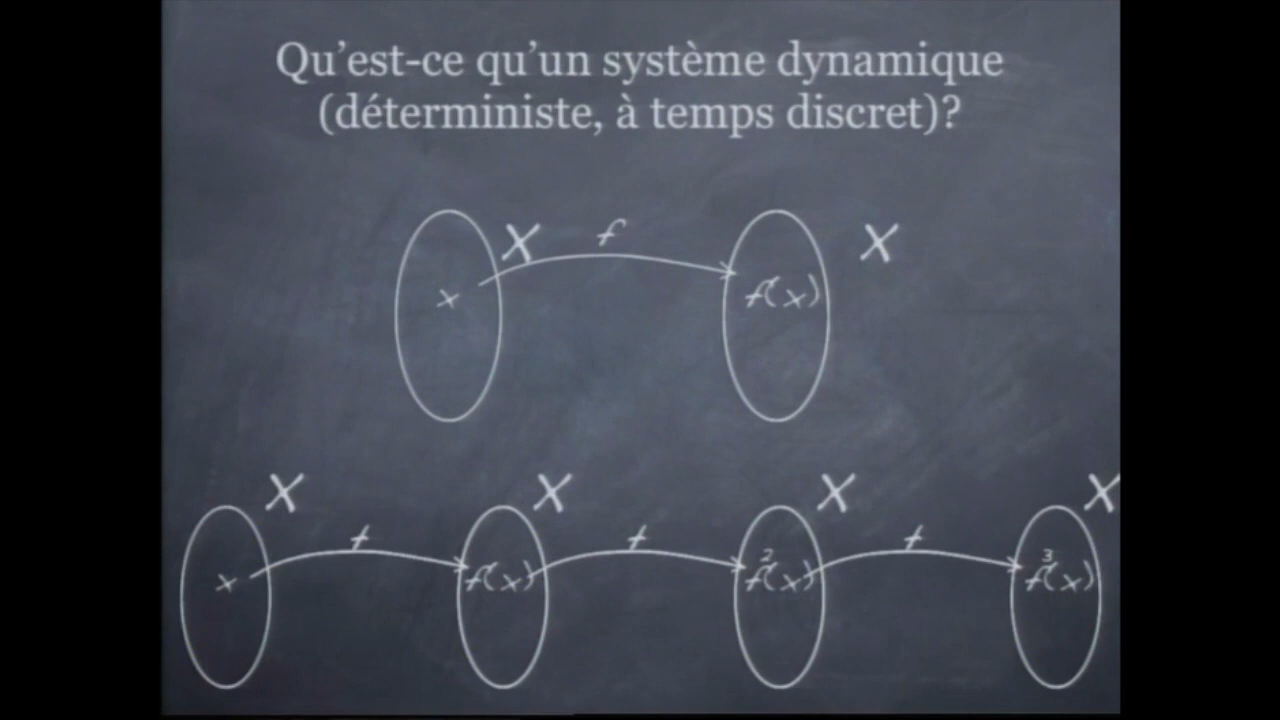 Qu’est-ce qu’un système dynamique
(déterministe, à temps discret)?
X f X
x f(x)
X X X X
f f f
x f(x) f²(x) f³(x)